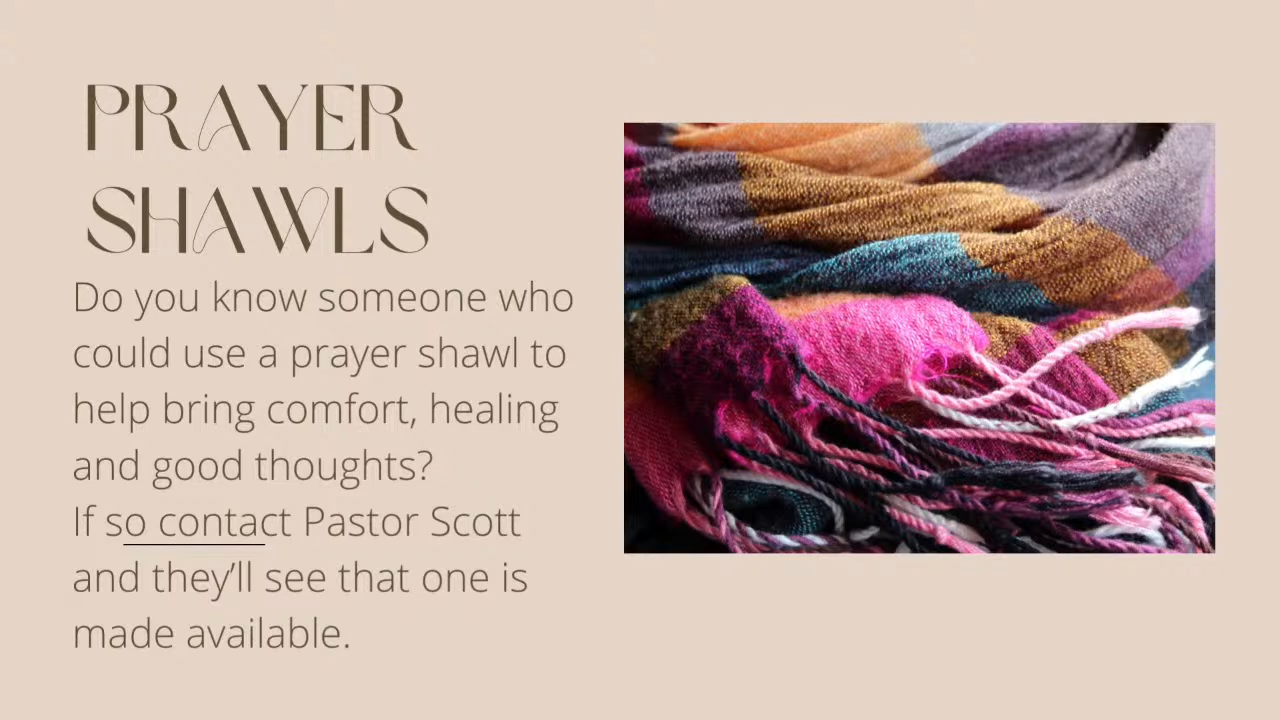 PRAYER
SHAWLS
Do you know someone who
could use a prayer shawl to
help bring comfort, healing
and good thoughts?
If so contact Pastor Scott
and they’ll see that one is
made available.